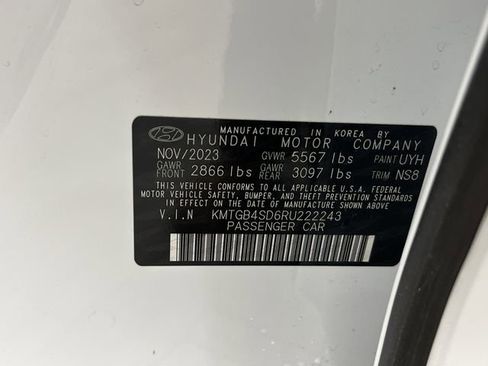 MANUFACTURED IN KOREA BY
HYUNDAI MOTOR COMPANY
NOV/2023 GVWR 5567 lbs PAINT UYH
GAWR FRONT 2866 lbs GAWR REAR 3097 lbs TRIM NS8
THIS VEHICLE CONFORMS TO ALL APPLICABLE U.S.A. FEDERAL
MOTOR VEHICLE SAFETY, BUMPER, AND THEFT PREVENTION STANDARDS
IN EFFECT ON THE DATE OF MANUFACTURE SHOWN ABOVE.
V.I.N KMTGB4SD6RU222243
PASSENGER CAR